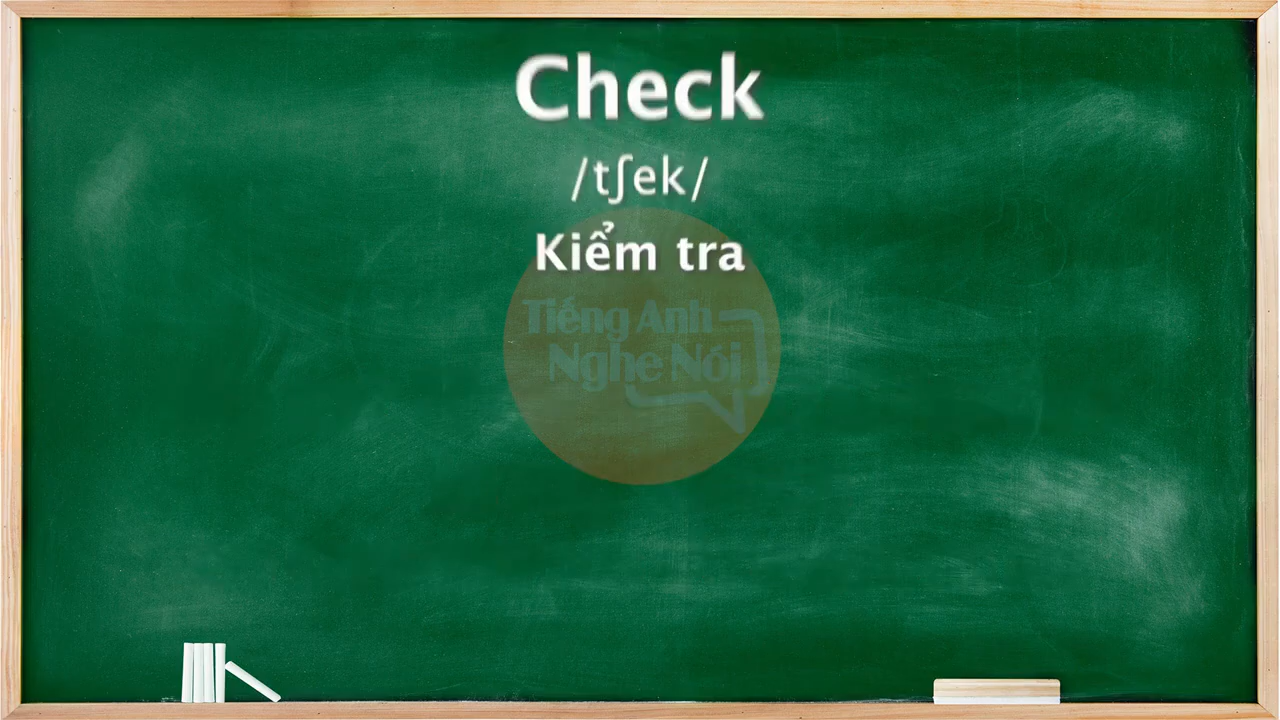 Check
/tʃek/
Kiểm tra
Tiếng Anh
Nghe Nói